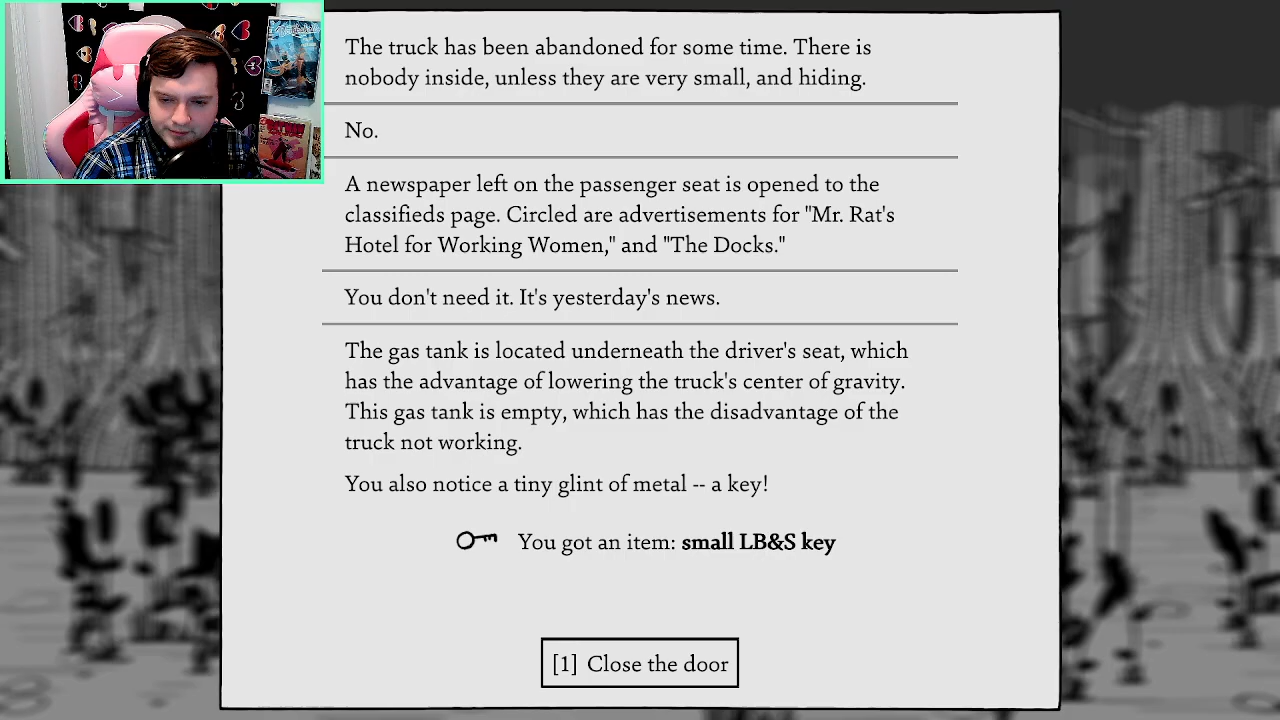 The truck has been abandoned for some time. There is
nobody inside, unless they are very small, and hiding.
No.
A newspaper left on the passenger seat is opened to the
classifieds page. Circled are advertisements for "Mr. Rat's
Hotel for Working Women," and "The Docks."
You don't need it. It's yesterday's news.
The gas tank is located underneath the driver's seat, which
has the advantage of lowering the truck's center of gravity.
This gas tank is empty, which has the disadvantage of the
truck not working.
You also notice a tiny glint of metal -- a key!
You got an item: small LB&S key
[1] Close the door